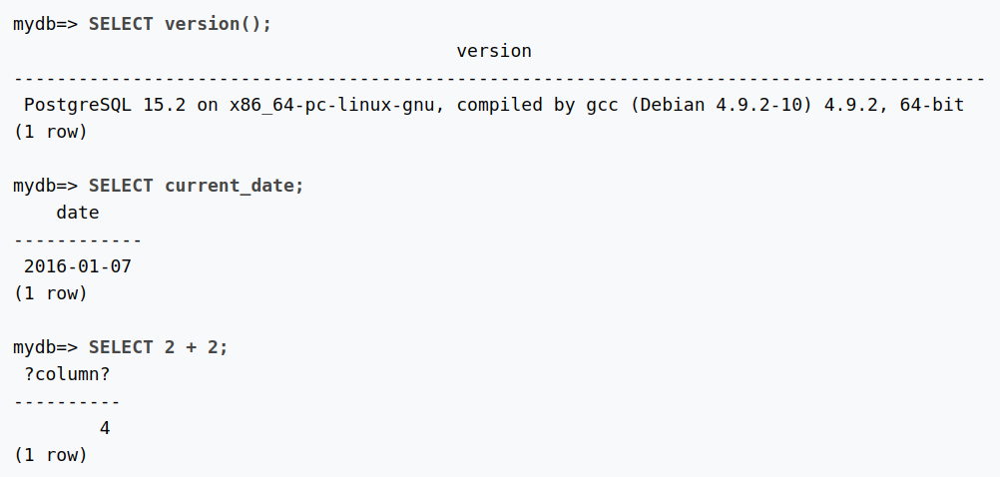 mydb=> SELECT version();
                                         version
------------------------------------------------------------------------------------------
 PostgreSQL 15.2 on x86_64-pc-linux-gnu, compiled by gcc (Debian 4.9.2-10) 4.9.2, 64-bit
(1 row)

mydb=> SELECT current_date;
    date
------------
 2016-01-07
(1 row)

mydb=> SELECT 2 + 2;
 ?column?
----------
        4
(1 row)